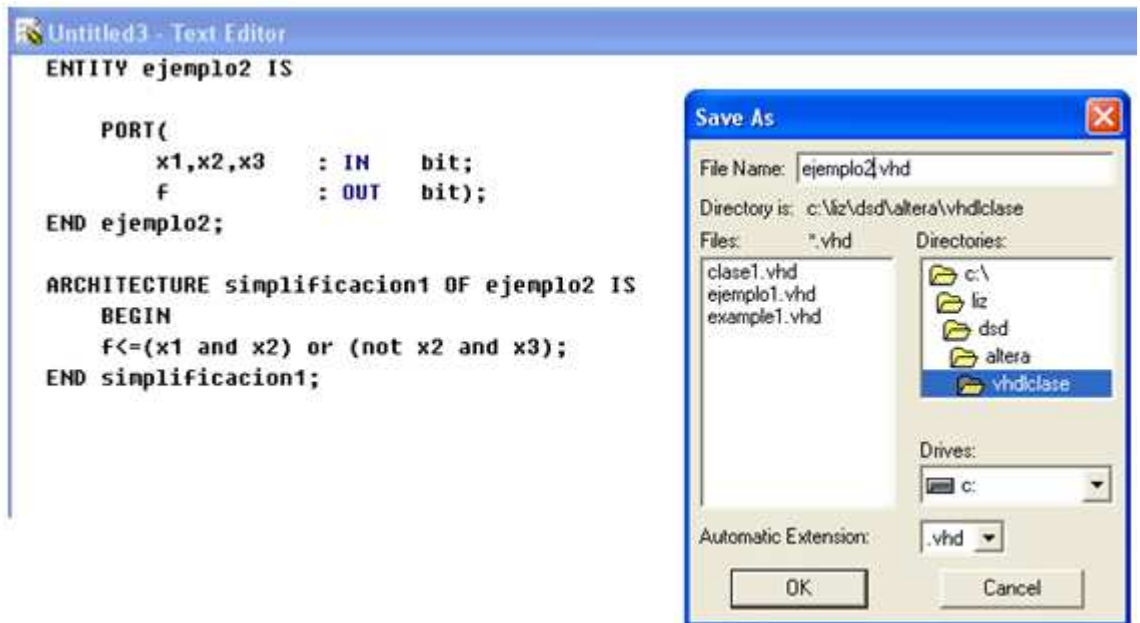 Untitled3 - Text Editor
ENTITY ejemplo2 IS
PORT(
x1,x2,x3 : IN bit;
f : OUT bit);
END ejemplo2;
ARCHITECTURE simplificacion1 OF ejemplo2 IS
BEGIN
f<=(x1 and x2) or (not x2 and x3);
END simplificacion1;
Save As
File Name: ejemplo2.vhd
Directory is: c:\liz\dsd\altera\vhdlclase
Files: *.vhd
clase1.vhd
ejemplo1.vhd
example1.vhd
Directories:
c:\
liz
dsd
altera
vhdlclase
Drives:
c:
Automatic Extension: .vhd
OK Cancel